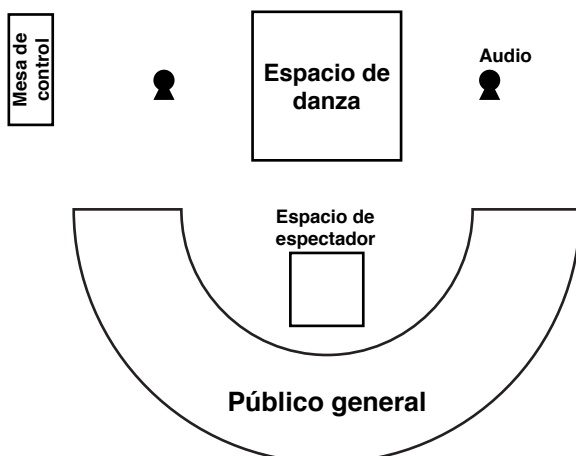 Mesa de
control
Espacio de
danza
Audio
Espacio de
espectador
Público general